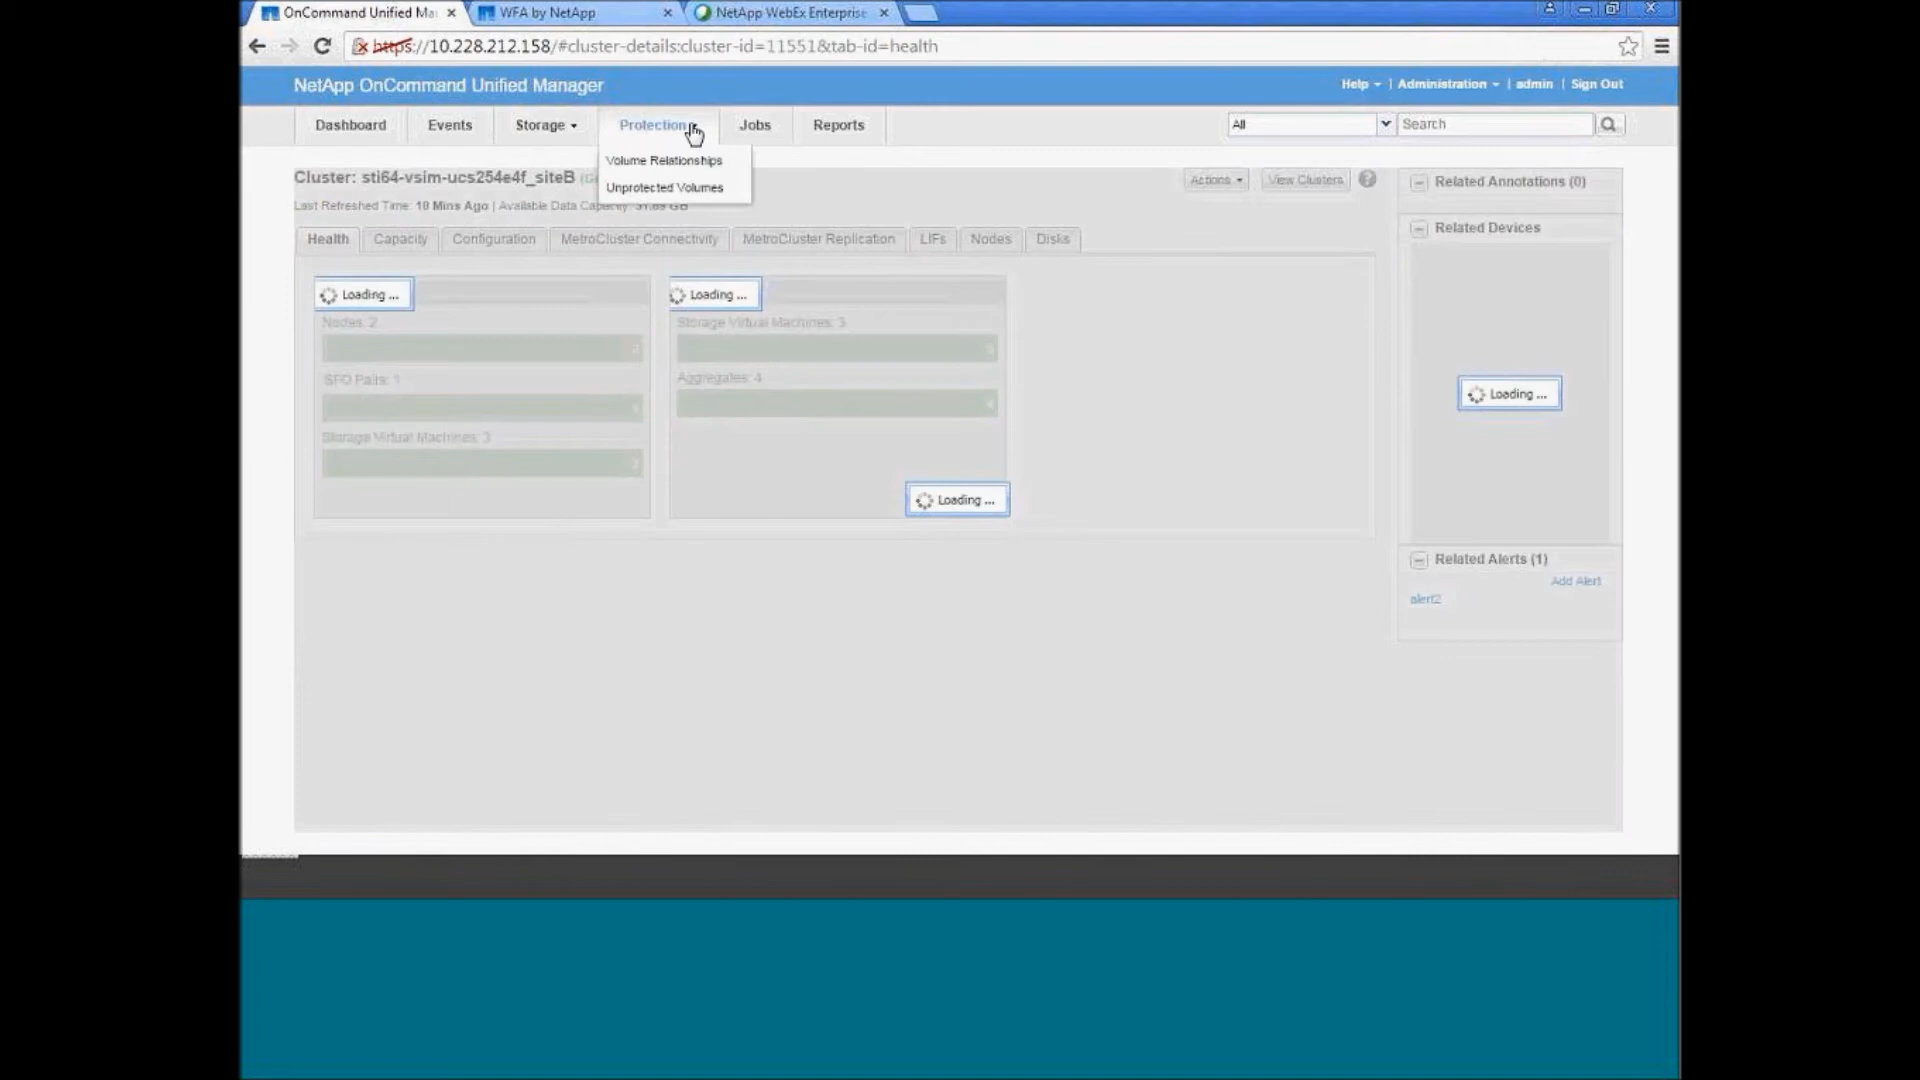 OnCommand Unified Ma
WFA by NetApp
NetApp WebEx Enterprise
https://10.228.212.158/#cluster-details:cluster-id=11551&tab-id=health
NetApp OnCommand Unified Manager
Help | Administration | admin | Sign Out
Dashboard Events Storage Protection Jobs Reports
All Search
Volume Relationships
Unprotected Volumes
Cluster: sti64-vsim-ucs254e4f_siteB
Actions View Clusters
Last Refreshed Time: 10 Mins Ago | Available Data Capacity:
Health Capacity Configuration MetroCluster Connectivity MetroCluster Replication LIFs Nodes Disks
Loading ...
Nodes: 2
SFO Pairs: 1
Storage Virtual Machines: 3
Loading ...
Storage Virtual Machines: 3
Aggregates: 4
Loading ...
Related Annotations (0)
Related Devices
Loading ...
Related Alerts (1)
Add Alert
alert2